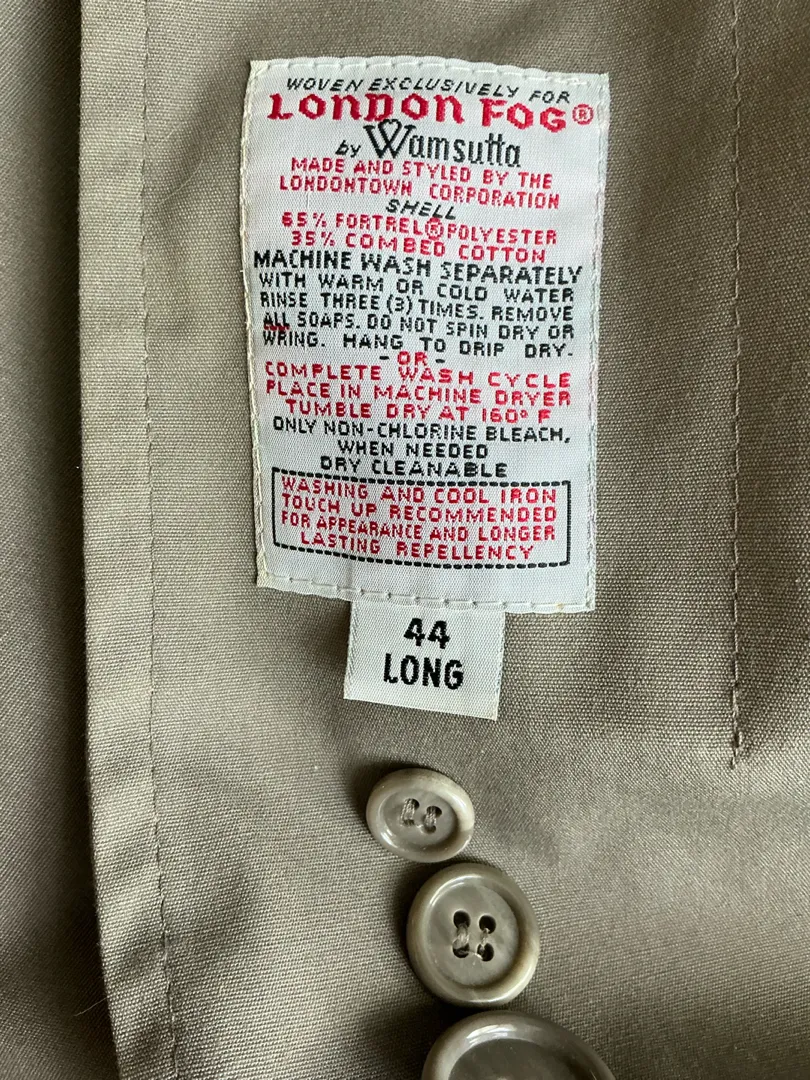 WOVEN EXCLUSIVELY FOR
LONDON FOG®
by Wamsutta
MADE AND STYLED BY THE
LONDONTOWN CORPORATION
SHELL
65% FORTREL® POLYESTER
35% COMBED COTTON
MACHINE WASH SEPARATELY
WITH WARM OR COLD WATER
RINSE THREE (3) TIMES. REMOVE
ALL SOAPS. DO NOT SPIN DRY OR
WRING. HANG TO DRIP DRY.
-OR-
COMPLETE WASH CYCLE
PLACE IN MACHINE DRYER
TUMBLE DRY AT 160° F
ONLY NON-CHLORINE BLEACH,
WHEN NEEDED
DRY CLEANABLE
WASHING AND COOL IRON
TOUCH UP RECOMMENDED
FOR APPEARANCE AND LONGER
LASTING REPELLENCY
44
LONG